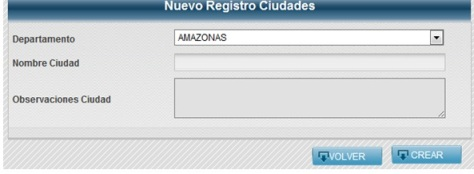 Nuevo Registro Ciudades
Departamento AMAZONAS
Nombre Ciudad
Observaciones Ciudad
VOLVER CREAR